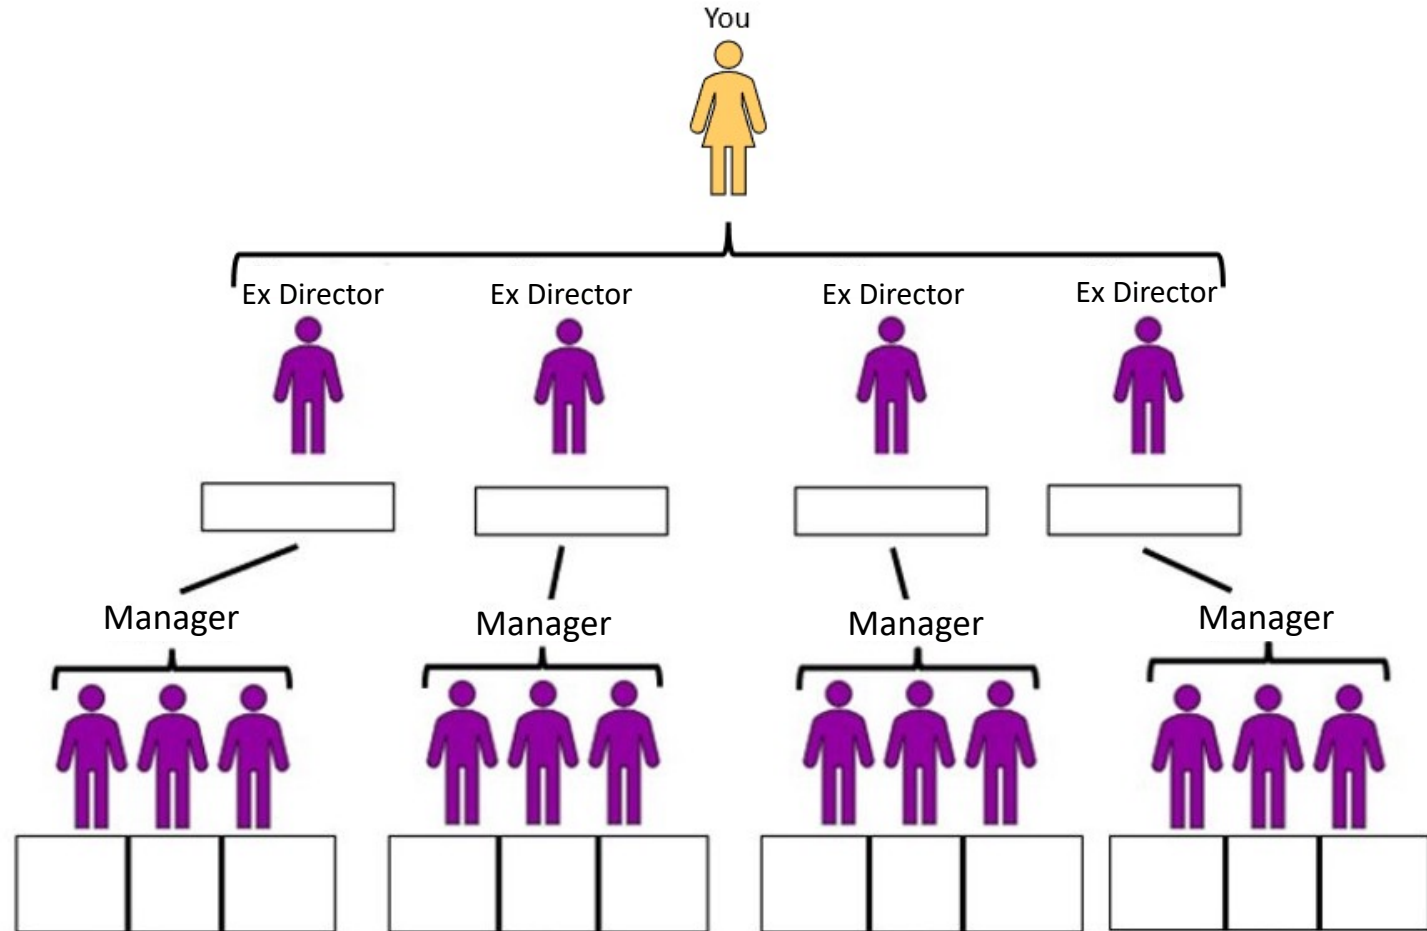 You
Ex Director
Ex Director
Ex Director
Ex Director
Manager
Manager
Manager
Manager